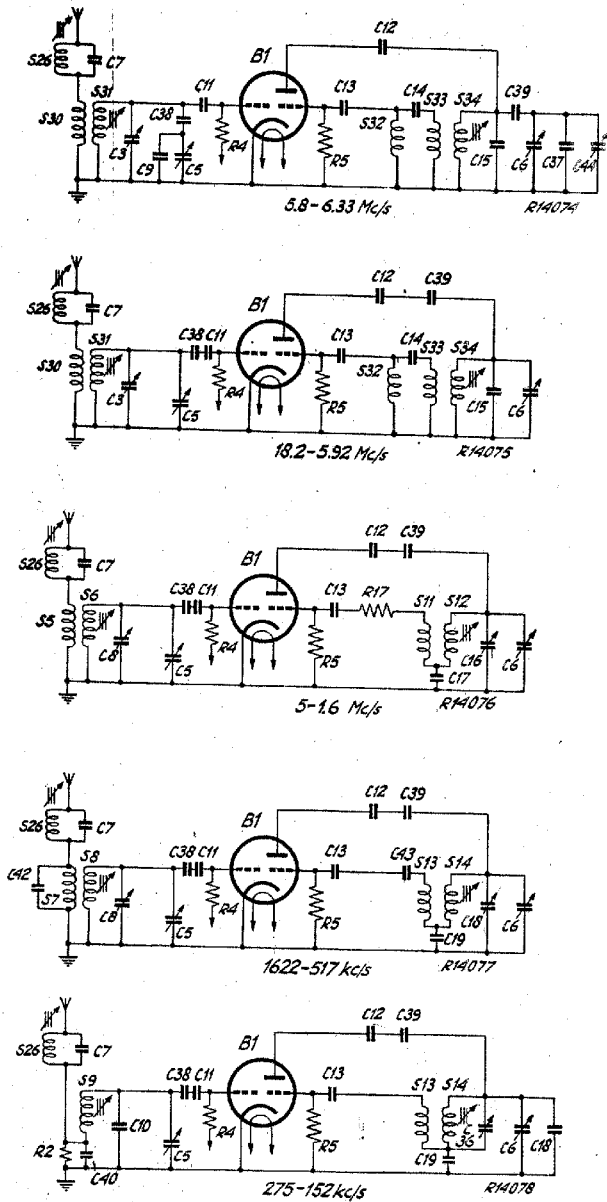 S26 C7 B1 C12
S30 S31 C3 C38 C9 C5 C11 R4 R5 C13 S32 C14 S33 S34 C15 C39 C6 C37 C44
5.8-6.33 Mc/s R14074
S26 C7 B1 C12 C39
S30 S31 C3 C5 C38 C11 R4 R5 C13 S32 C14 S33 S34 C15 C6
18.2-5.92 Mc/s R14075
S26 C7 B1 C12 C39
S5 S6 C8 C5 C38 C11 R4 R5 C13 R17 S11 S12 C17 C16 C6
5-1.6 Mc/s R14076
S26 C7 B1 C12 C39
C42 S7 S8 C8 C5 C38 C11 R4 R5 C13 C43 S13 S14 C19 C18 C6
1622-517 kc/s R14077
S26 C7 B1 C12 C39
R2 S9 C40 C10 C5 C38 C11 R4 R5 C13 S13 S14 C19 C36 C6 C18
275-152 kc/s R14078